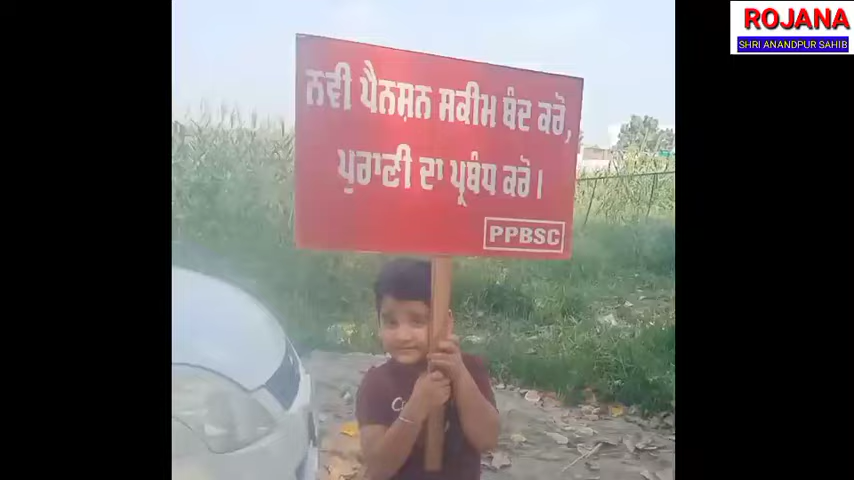 ROJANA
SHRI ANANDPUR SAHIB
ਨਵੀ ਪੈਨਸ਼ਨ ਸਕੀਮ ਬੰਦ ਕਰੋ,
ਪੁਰਾਣੀ ਦਾ ਪ੍ਰਬੰਧ ਕਰੋ।
PPBSC